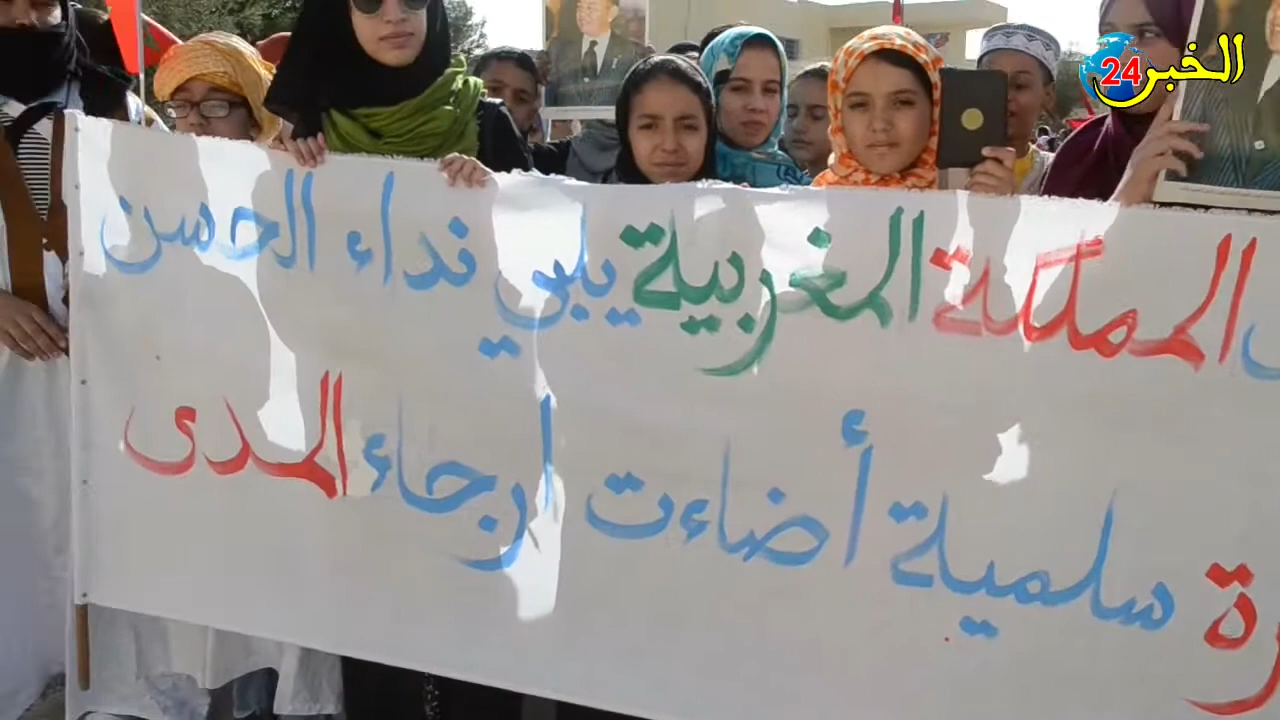 الخبر 24
المملكة المغربية يلبي نداء الحسن
سلمية أضاءت ارجاء المدى